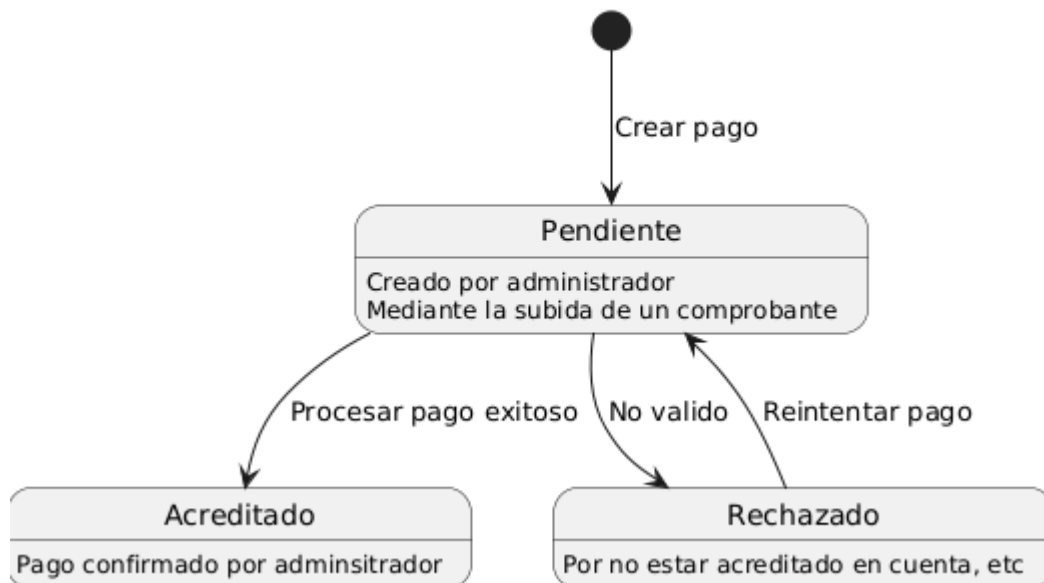 Crear pago
Pendiente
Creado por administrador
Mediante la subida de un comprobante
Procesar pago exitoso
No valido
Reintentar pago
Acreditado
Pago confirmado por adminsitrador
Rechazado
Por no estar acreditado en cuenta, etc